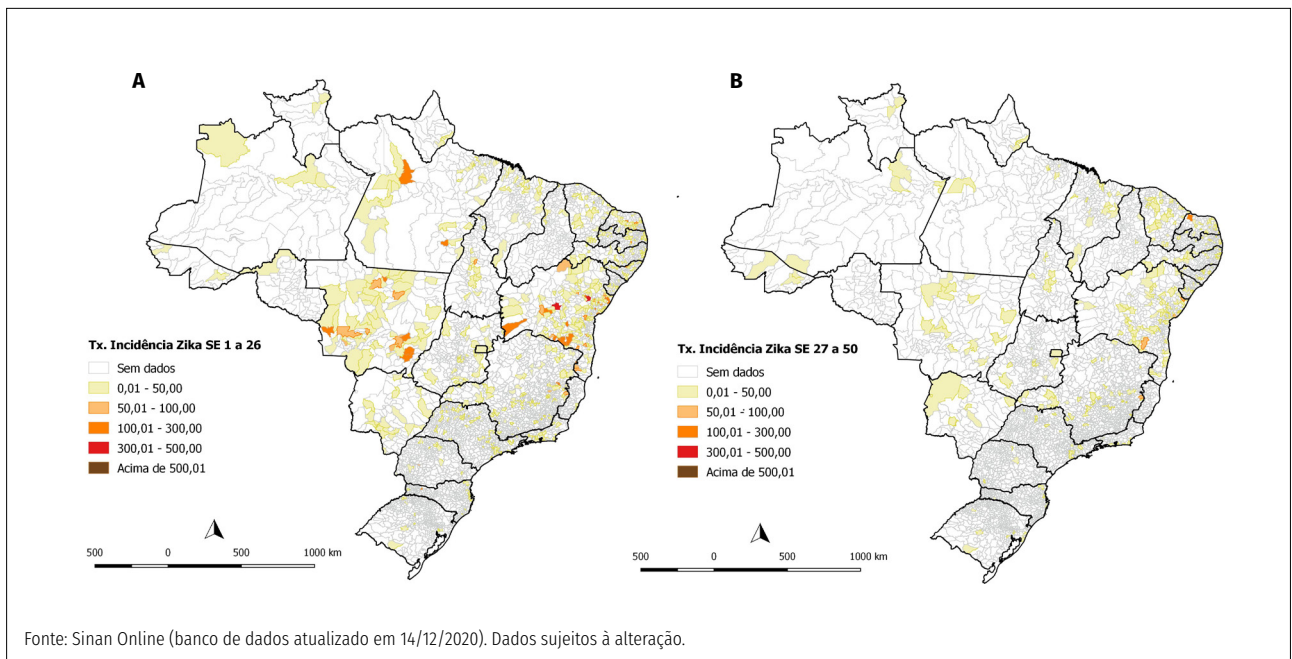 A
B
Tx. Incidência Zika SE 1 a 26
Sem dados
0,01 - 50,00
50,01 - 100,00
100,01 - 300,00
300,01 - 500,00
Acima de 500,01
500 0 500 1000 km
Tx. Incidência Zika SE 27 a 50
Sem dados
0,01 - 50,00
50,01 - 100,00
100,01 - 300,00
300,01 - 500,00
Acima de 500,01
500 0 500 1000 km
Fonte: Sinan Online (banco de dados atualizado em 14/12/2020). Dados sujeitos à alteração.